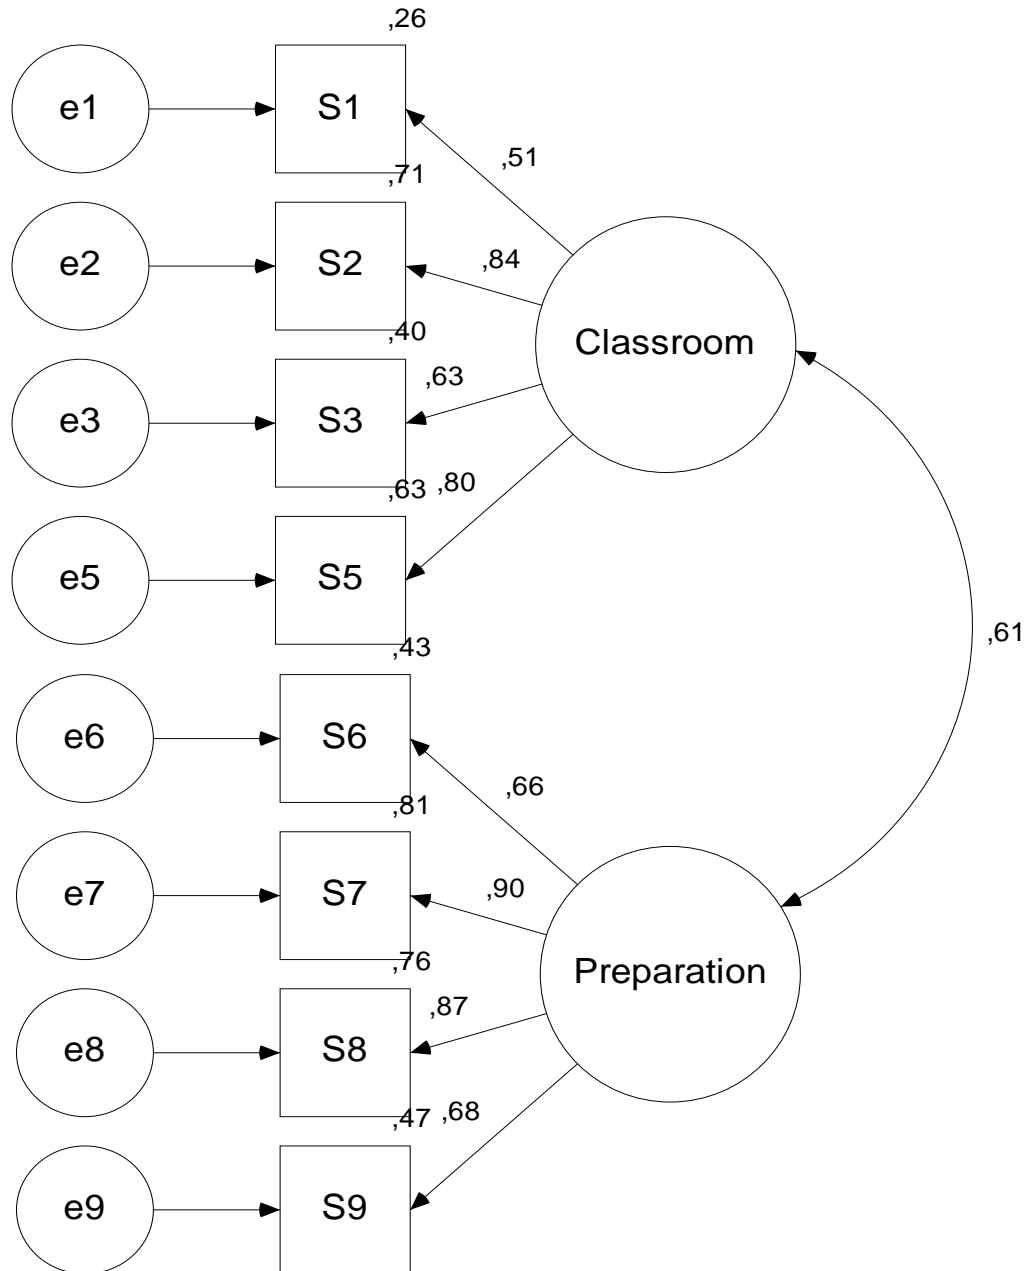 ,26
e1
S1
,51
,71
e2
S2
,84
Classroom
,40
e3
S3
,63
,63
,80
e5
S5
,61
,43
e6
S6
,66
,81
e7
S7
,90
Preparation
,76
e8
S8
,87
,47
,68
e9
S9